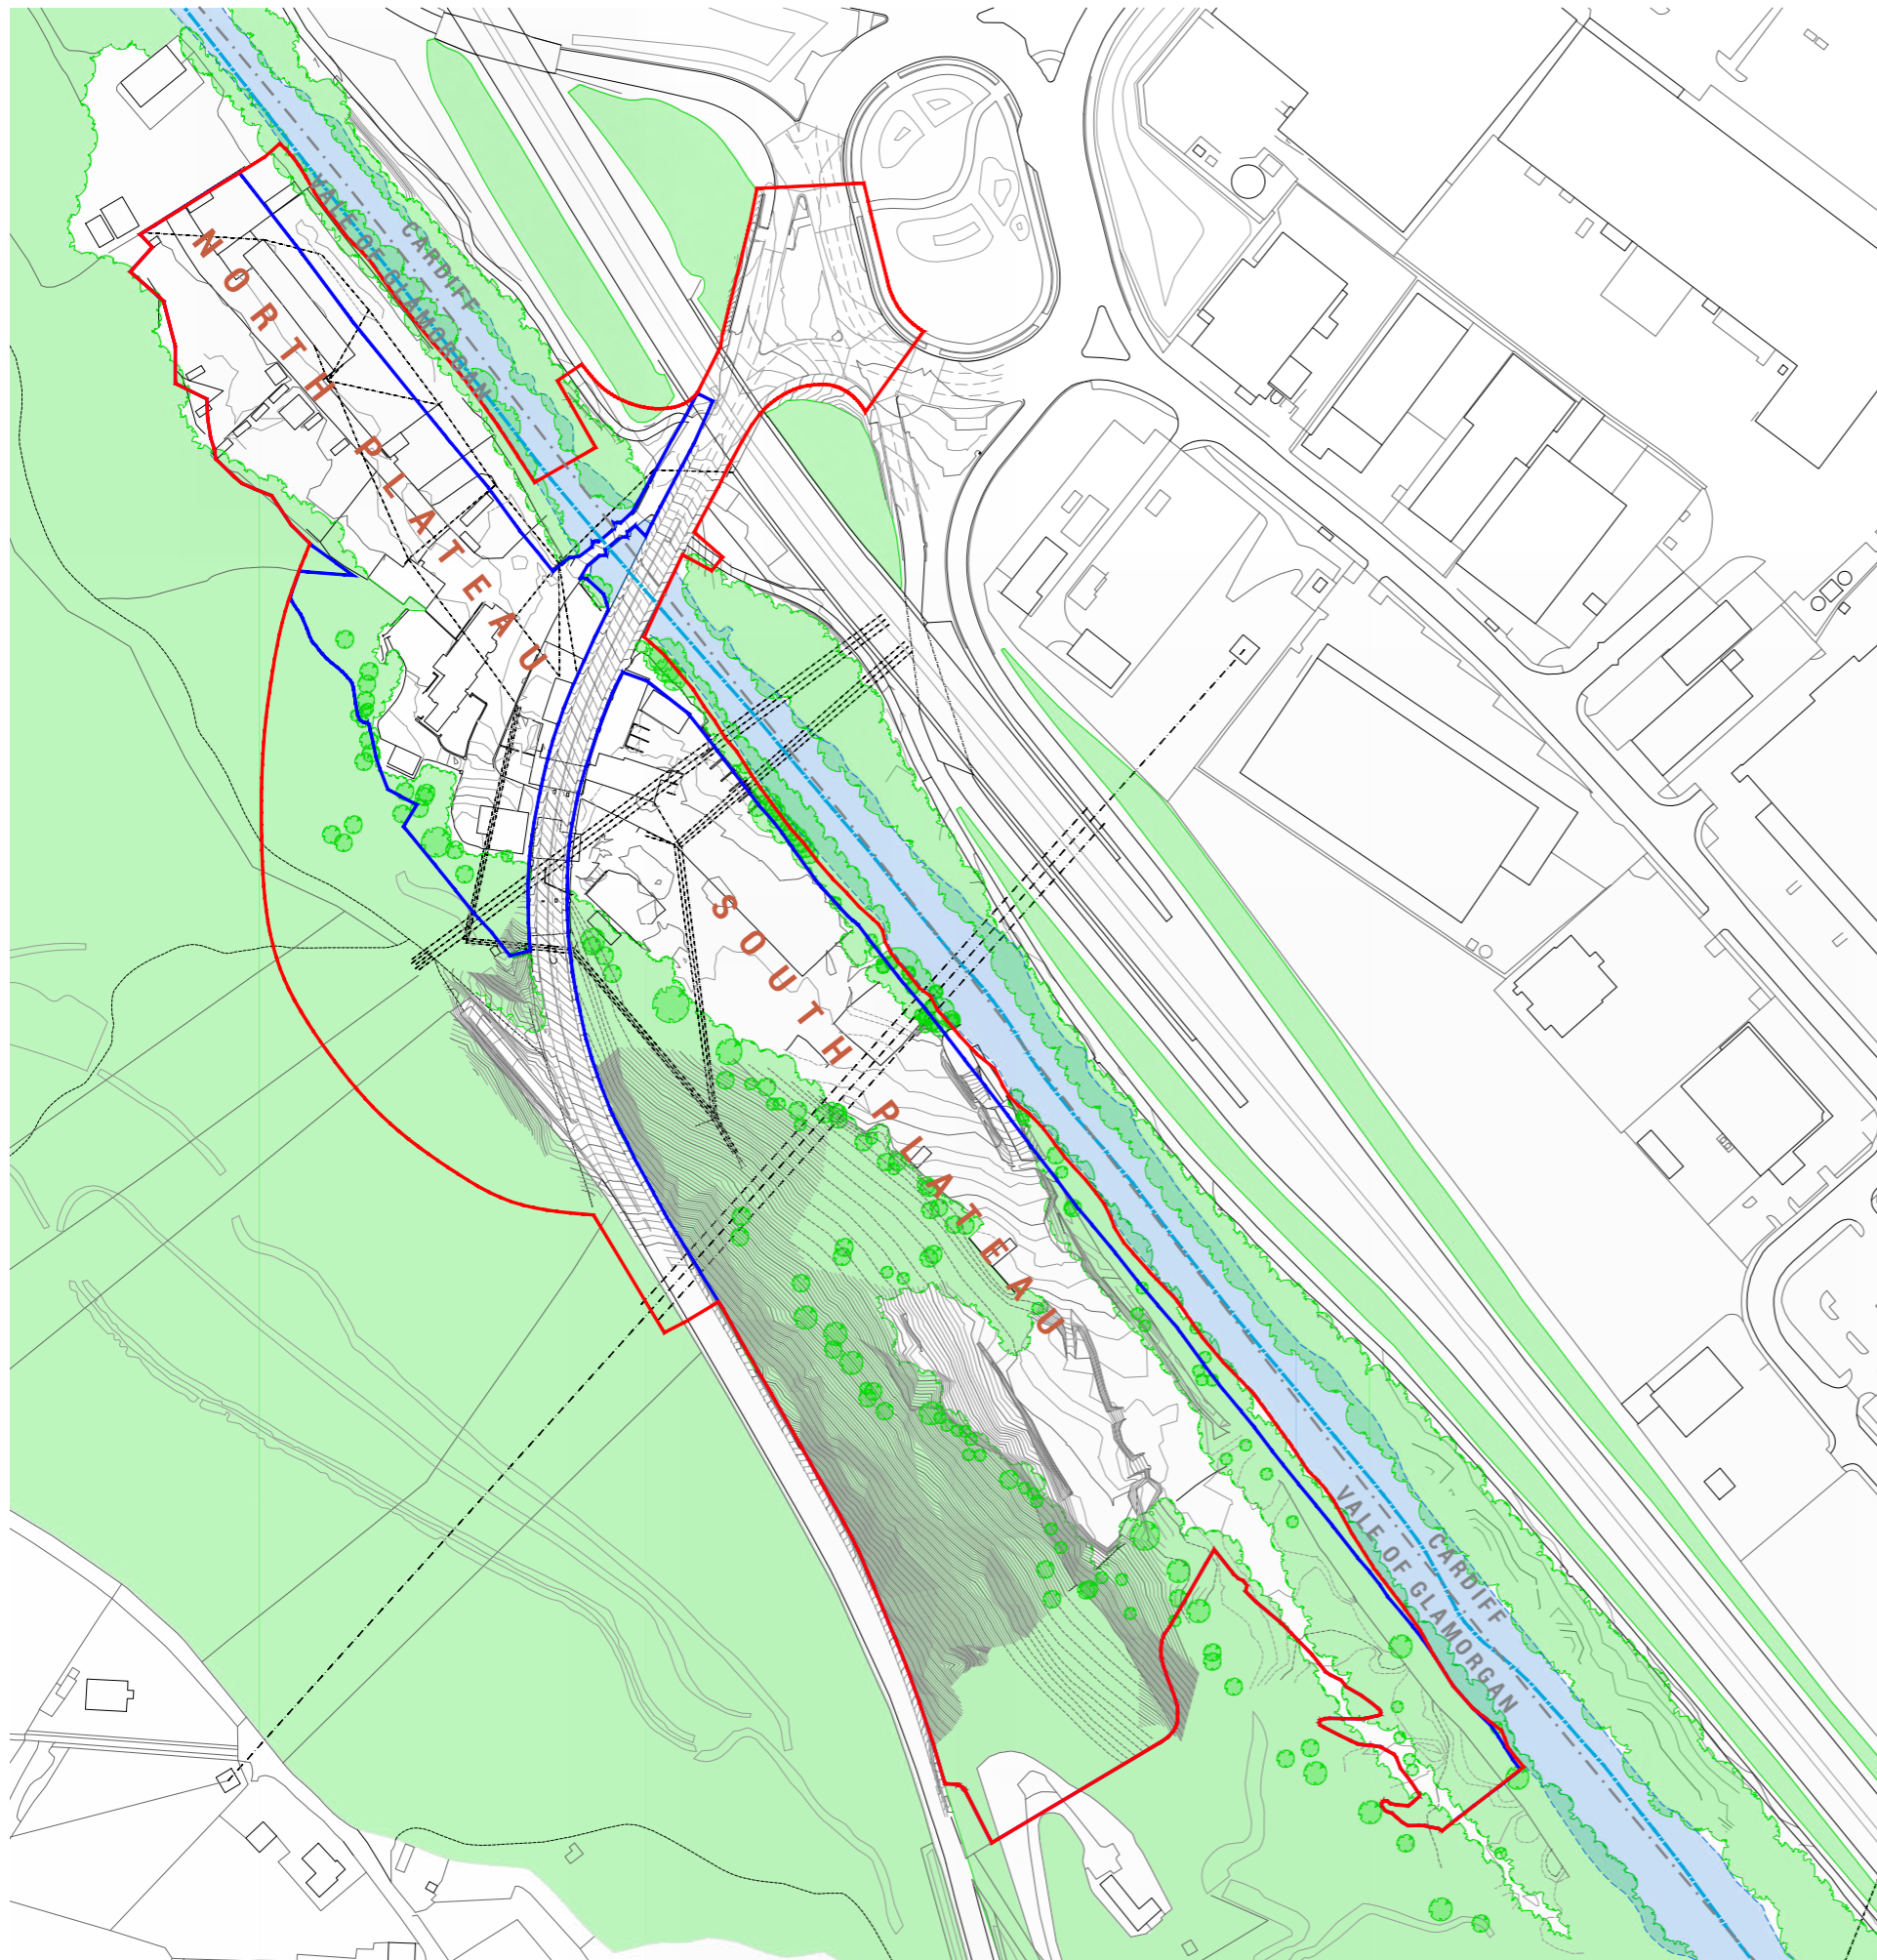 NORTH PLATEAU
VALE OF GLAMORGAN
CARDIFF
SOUTH PLATEAU
VALE OF GLAMORGAN
CARDIFF